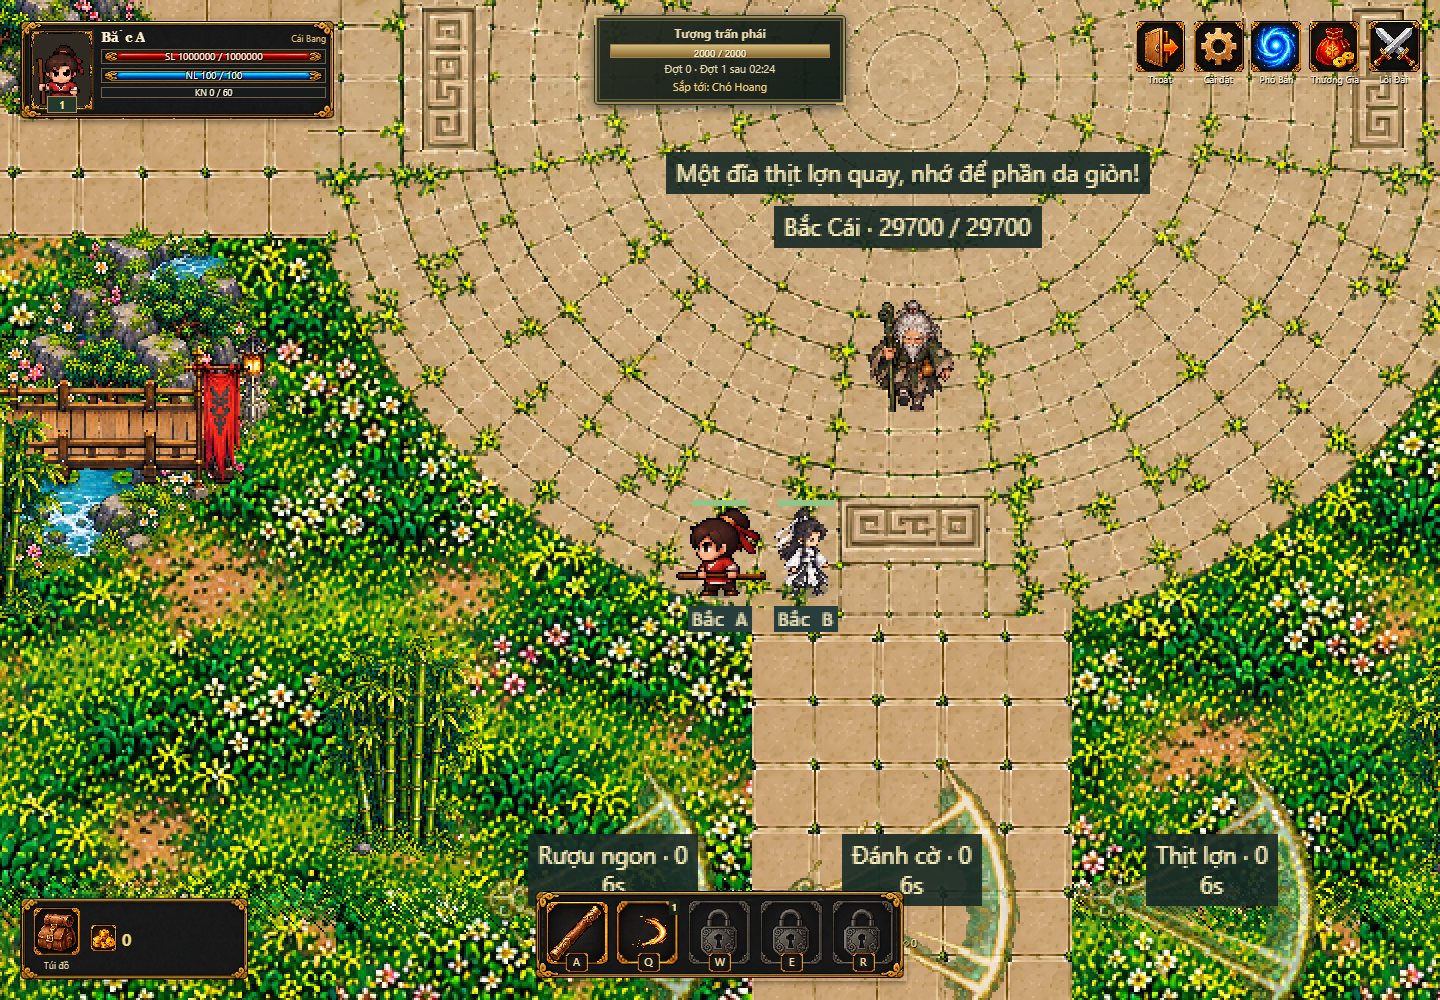 Bắc A
Cái Bang
SL 1000000 / 1000000
NL 100 / 100
KN 0 / 60
1
Tượng trấn phái
2000 / 2000
Đợt 0 · Đợt 1 sau 02:24
Sắp tới: Chó Hoang
Thoát
Cài đặt
Phó Bản
Thương Gia
Lôi Đài
Một đĩa thịt lợn quay, nhớ để phần da giòn!
Bắc Cái · 29700 / 29700
Bắc A
Bắc B
Rượu ngon · 0
6s
Đánh cờ · 0
6s
Thịt lợn · 0
6s
Túi đồ
0
1
A
Q
W
E
R